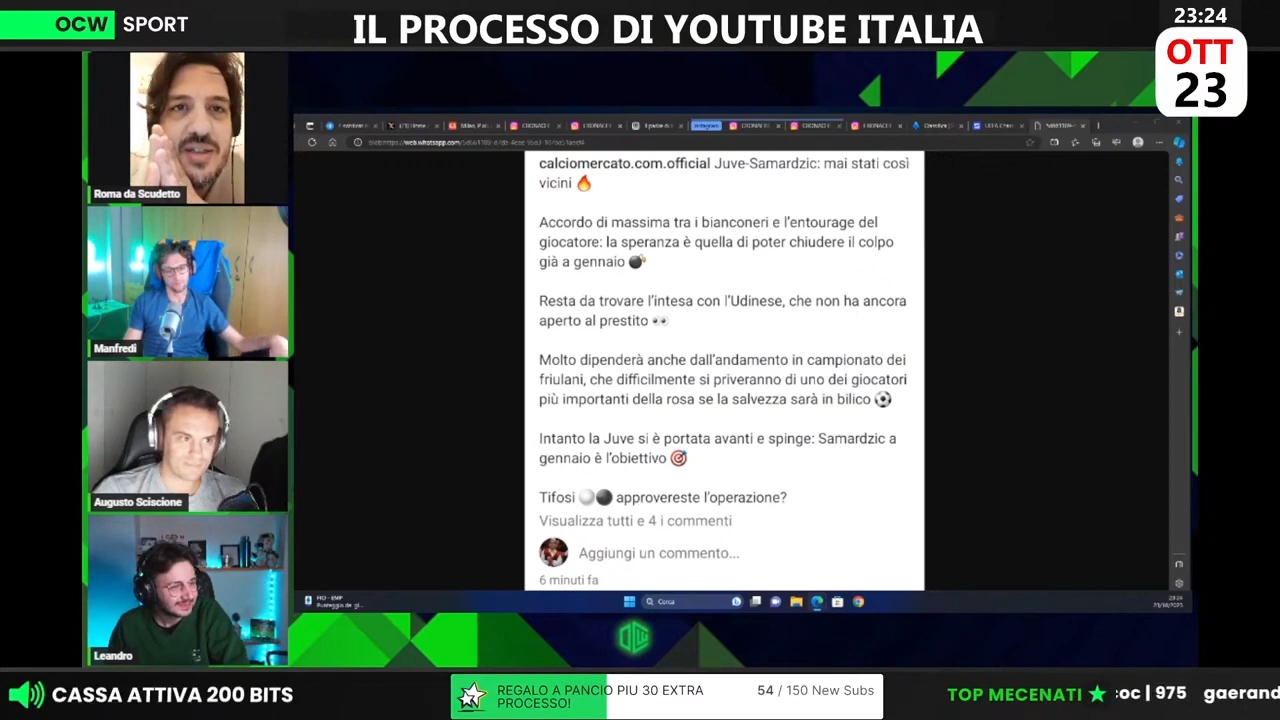 OCW SPORT
IL PROCESSO DI YOUTUBE ITALIA
23:24
OTT
23
Roma da Scudetto
Manfredi
Augusto Sciscione
Leandro
calciomercato.com.official Juve-Samardzic: mai stati così
vicini 🔥
Accordo di massima tra i bianconeri e l'entourage del
giocatore: la speranza è quella di poter chiudere il colpo
già a gennaio 💣
Resta da trovare l'intesa con l'Udinese, che non ha ancora
aperto al prestito 👀
Molto dipenderà anche dall'andamento in campionato dei
friulani, che difficilmente si priveranno di uno dei giocatori
più importanti della rosa se la salvezza sarà in bilico ⚽
Intanto la Juve si è portata avanti e spinge: Samardzic a
gennaio è l'obiettivo 🎯
Tifosi ⚪⚫ approvereste l'operazione?
Visualizza tutti e 4 i commenti
Aggiungi un commento...
6 minuti fa
FIO - EMP
Cerca
23:24
CASSA ATTIVA 200 BITS
REGALO A PANCIO PIU 30 EXTRA
PROCESSO!
54 / 150 New Subs
TOP MECENATI ★ :oc | 975 gaerand